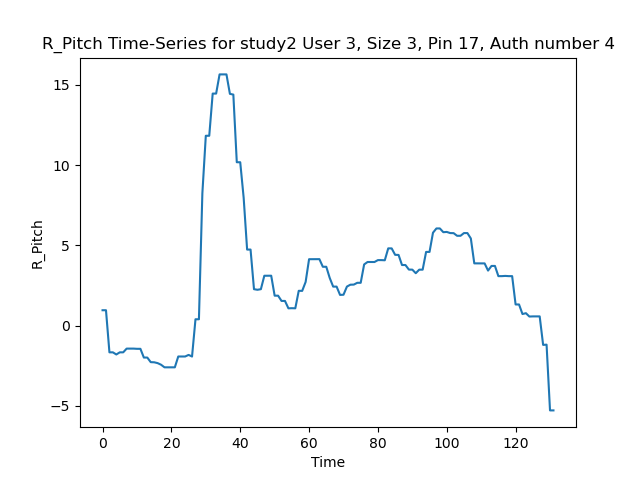 R_Pitch Time-Series for study2 User 3, Size 3, Pin 17, Auth number 4
15
10
5
0
−5
R_Pitch
0 20 40 60 80 100 120
Time